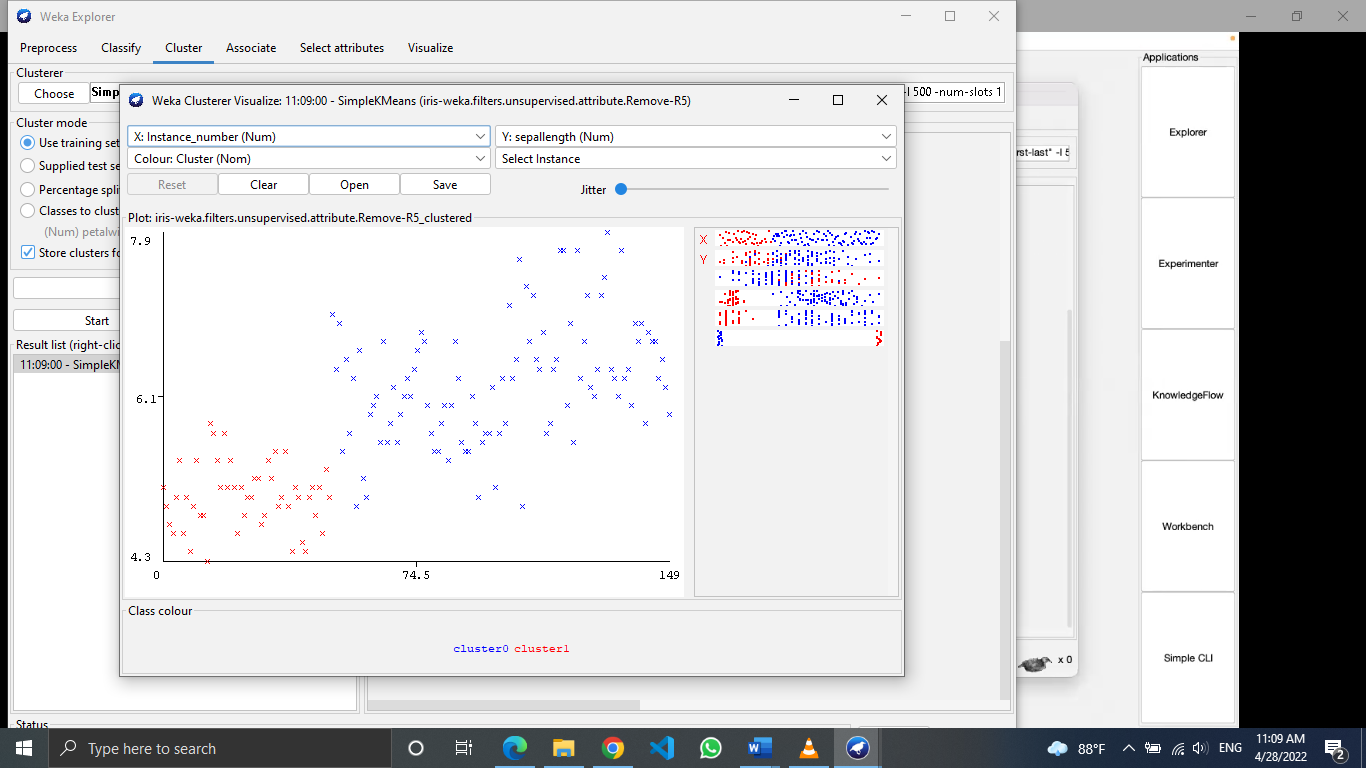 Weka Explorer
Preprocess Classify Cluster Associate Select attributes Visualize
Clusterer
Choose Simp -I 500 -num-slots 1
Cluster mode
Use training set
Supplied test se
Percentage spli
Classes to cluste
(Num) petalwi
Store clusters fo
Start
Result list (right-clic
11:09:00 - SimpleKM
Status
Weka Clusterer Visualize: 11:09:00 - SimpleKMeans (iris-weka.filters.unsupervised.attribute.Remove-R5)
X: Instance_number (Num) Y: sepallength (Num)
Colour: Cluster (Nom) Select Instance
Reset Clear Open Save Jitter
Plot: iris-weka.filters.unsupervised.attribute.Remove-R5_clustered
7.9
6.1
4.3
0 74.5 149
X
Y
Class colour
cluster0 cluster1
rst-last" -I 5
x 0
Applications
Explorer
Experimenter
KnowledgeFlow
Workbench
Simple CLI
Type here to search
88°F ENG 11:09 AM
4/28/2022
2